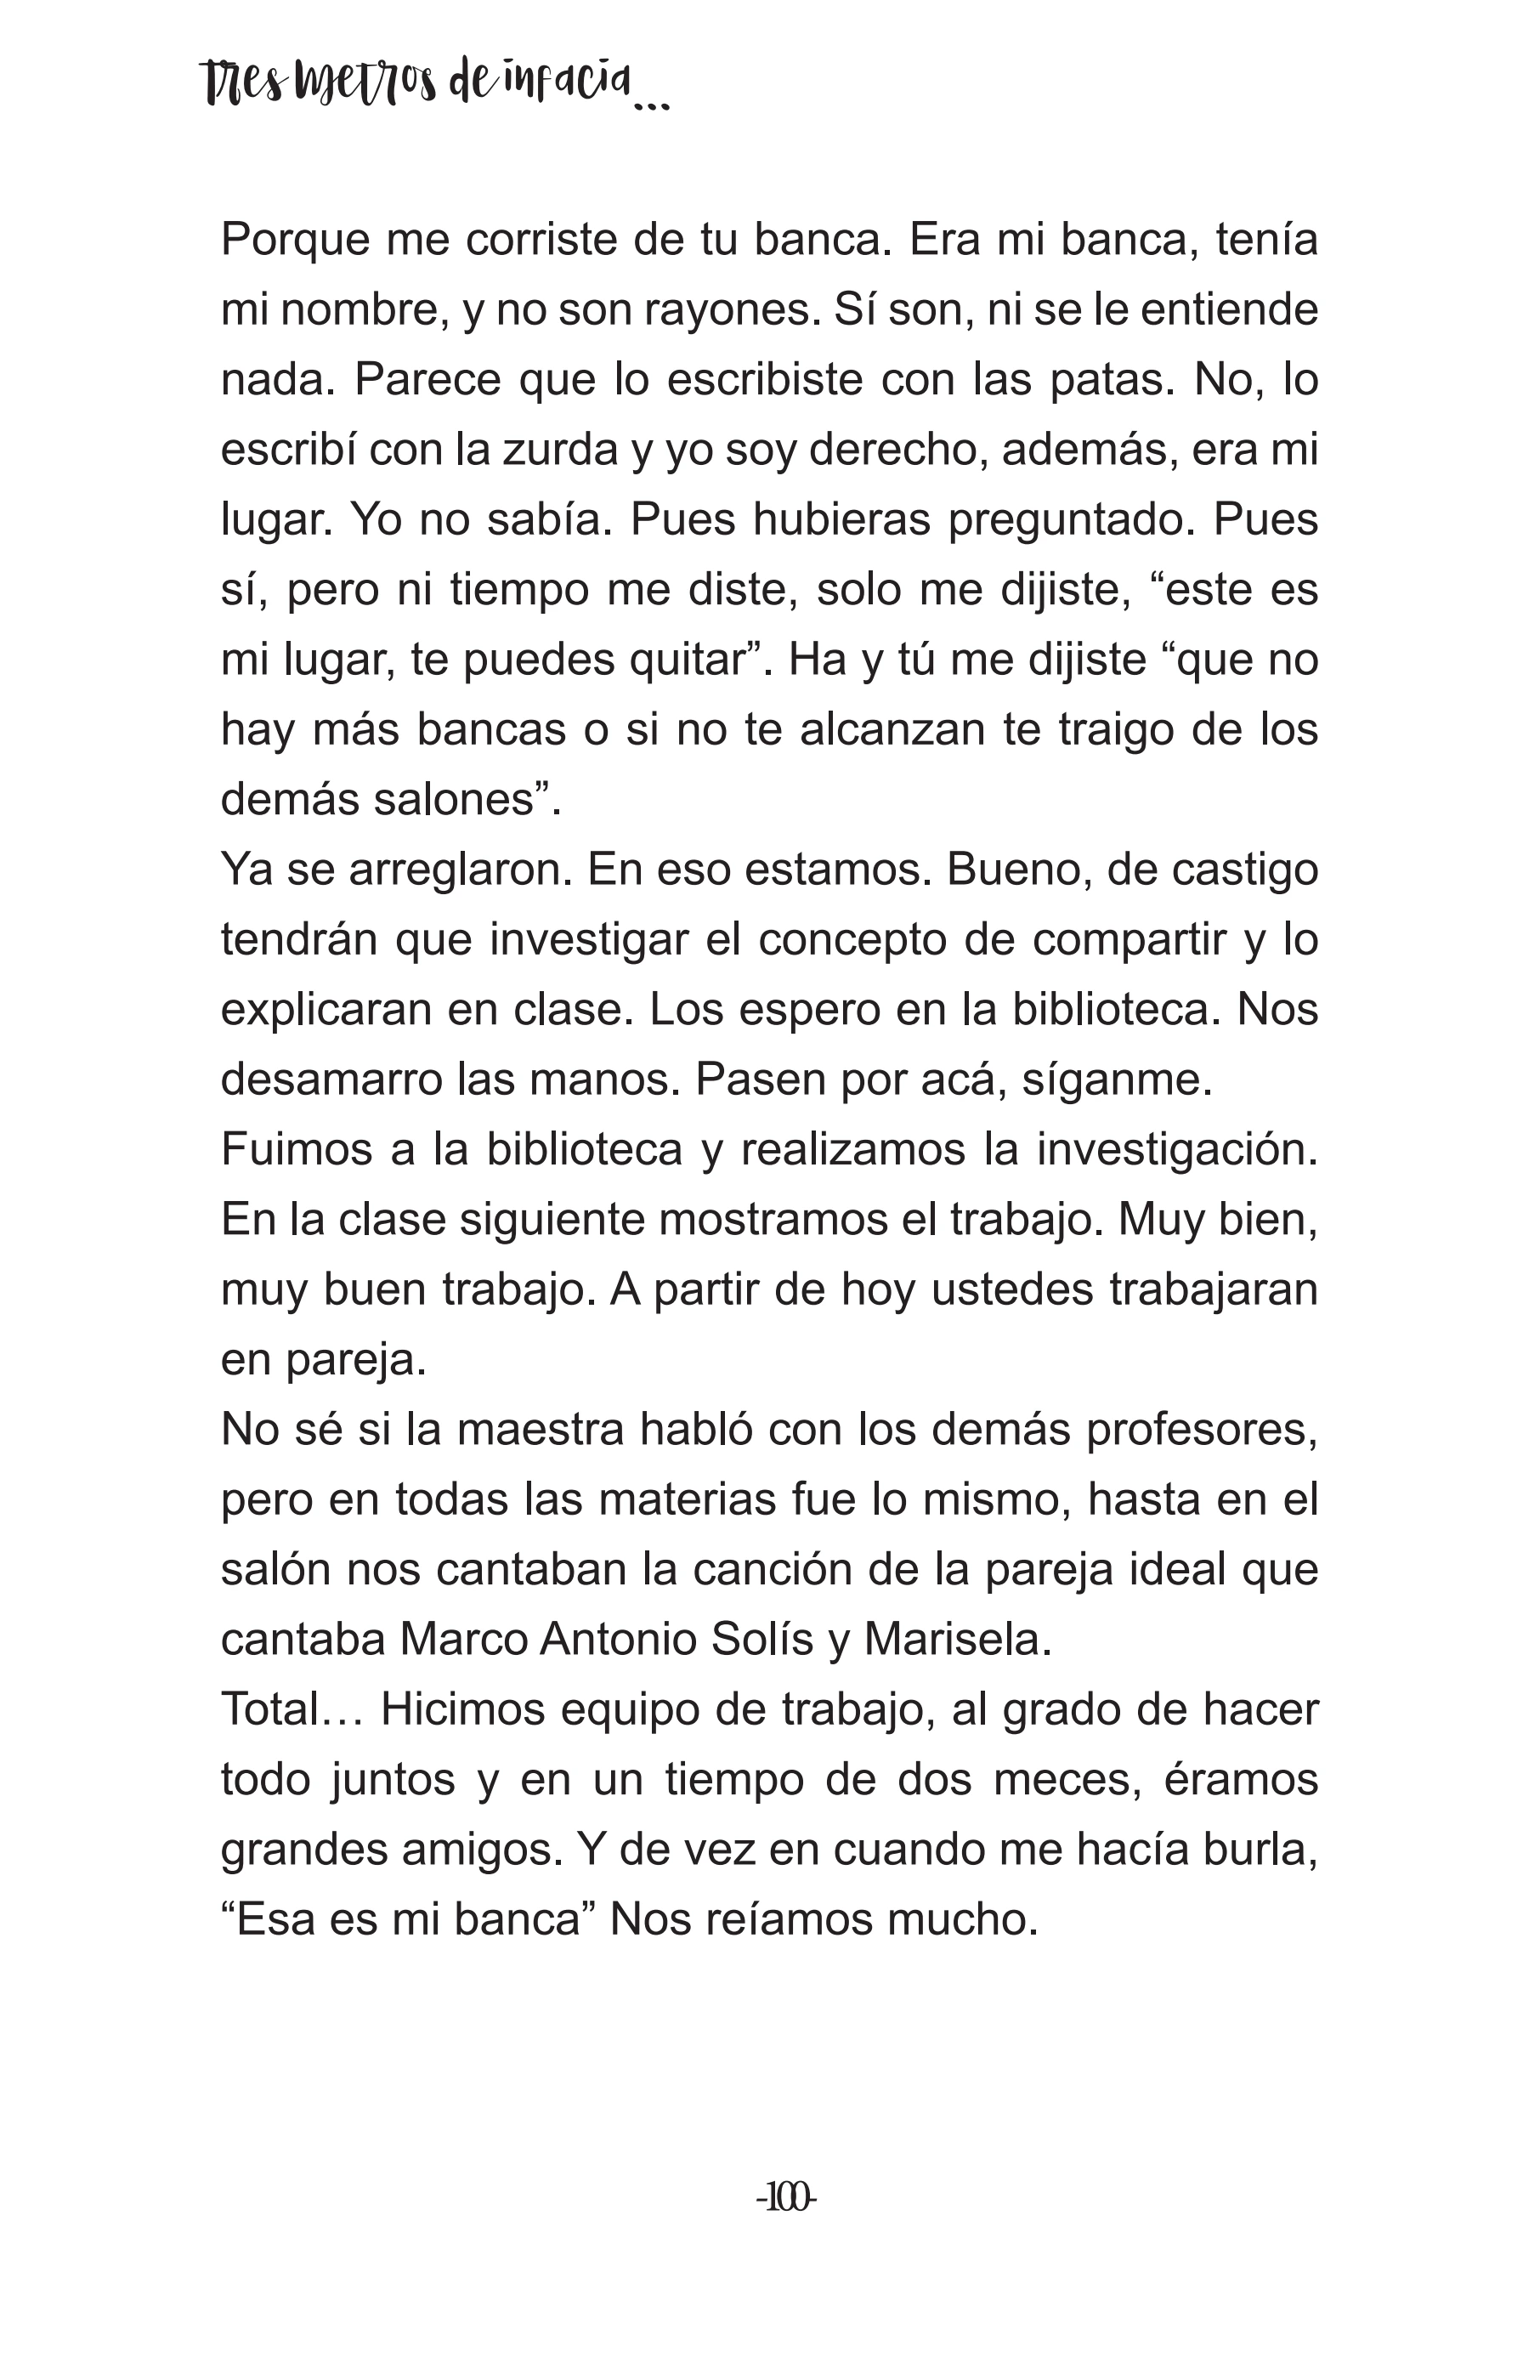 Tres metros de infacia...
Porque me corriste de tu banca. Era mi banca, tenía
mi nombre, y no son rayones. Sí son, ni se le entiende
nada. Parece que lo escribiste con las patas. No, lo
escribí con la zurda y yo soy derecho, además, era mi
lugar. Yo no sabía. Pues hubieras preguntado. Pues
sí, pero ni tiempo me diste, solo me dijiste, “este es
mi lugar, te puedes quitar”. Ha y tú me dijiste “que no
hay más bancas o si no te alcanzan te traigo de los
demás salones”.
Ya se arreglaron. En eso estamos. Bueno, de castigo
tendrán que investigar el concepto de compartir y lo
explicaran en clase. Los espero en la biblioteca. Nos
desamarro las manos. Pasen por acá, síganme.
Fuimos a la biblioteca y realizamos la investigación.
En la clase siguiente mostramos el trabajo. Muy bien,
muy buen trabajo. A partir de hoy ustedes trabajaran
en pareja.
No sé si la maestra habló con los demás profesores,
pero en todas las materias fue lo mismo, hasta en el
salón nos cantaban la canción de la pareja ideal que
cantaba Marco Antonio Solís y Marisela.
Total… Hicimos equipo de trabajo, al grado de hacer
todo juntos y en un tiempo de dos meces, éramos
grandes amigos. Y de vez en cuando me hacía burla,
“Esa es mi banca” Nos reíamos mucho.
-100-